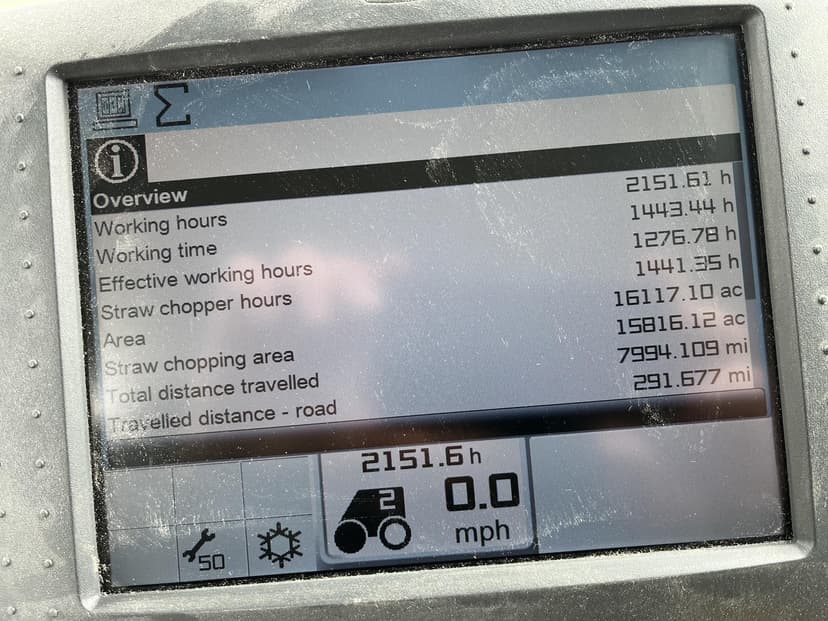 Overview
Working hours 2151.61 h
Working time 1443.44 h
Effective working hours 1276.78 h
Straw chopper hours 1441.35 h
Area 16117.10 ac
Straw chopping area 15816.12 ac
Total distance travelled 7994.109 mi
Travelled distance - road 291.677 mi
2151.6 h
2 0.0
mph
50